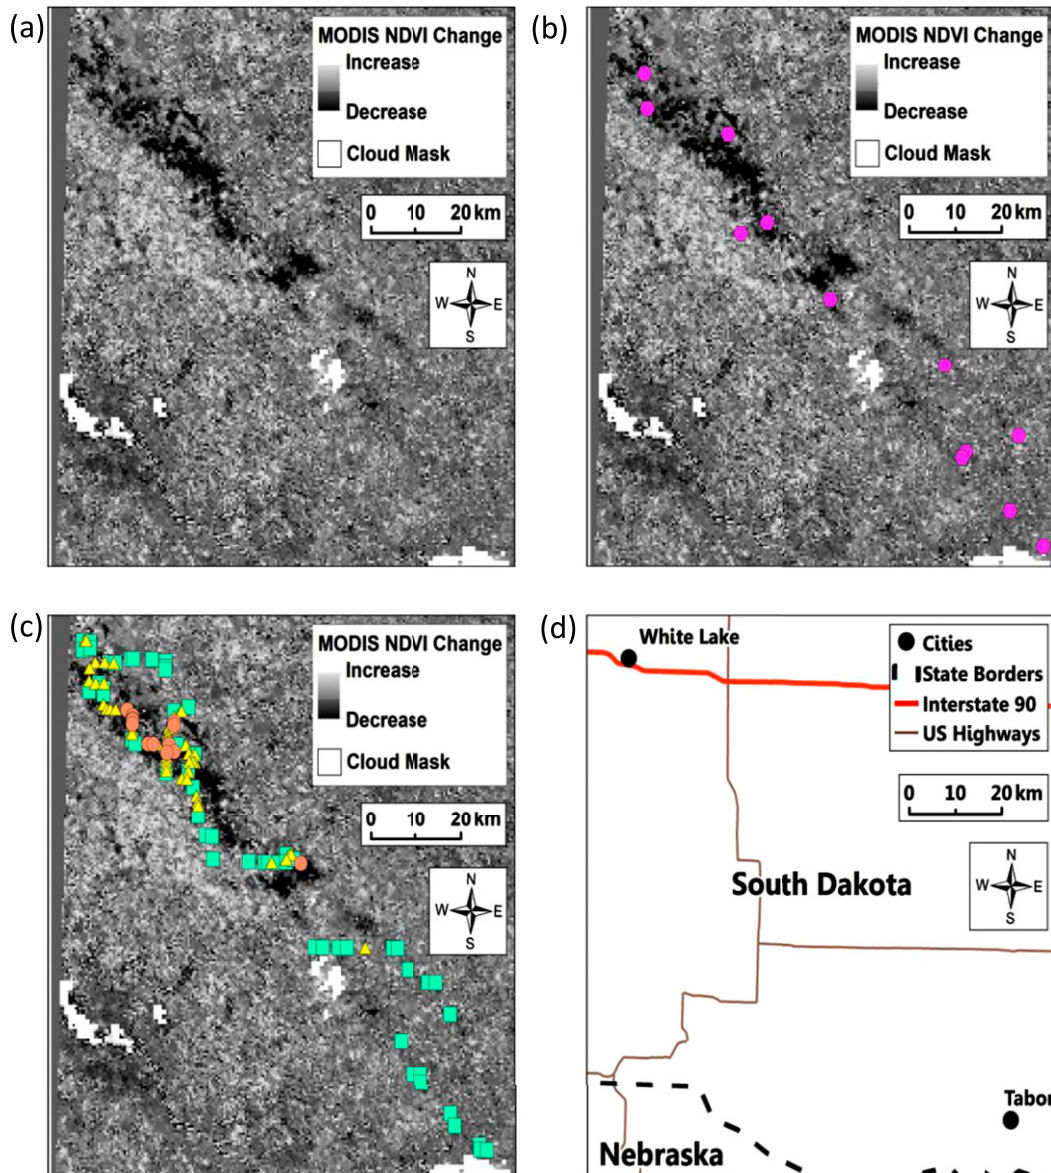 (a)
MODIS NDVI Change
Increase
Decrease
Cloud Mask
0 10 20 km
N
W E
S
(b)
MODIS NDVI Change
Increase
Decrease
Cloud Mask
0 10 20 km
N
W E
S
(c)
MODIS NDVI Change
Increase
Decrease
Cloud Mask
0 10 20 km
N
W E
S
(d)
White Lake
Cities
State Borders
Interstate 90
US Highways
0 10 20 km
N
W E
S
South Dakota
Tabor
Nebraska